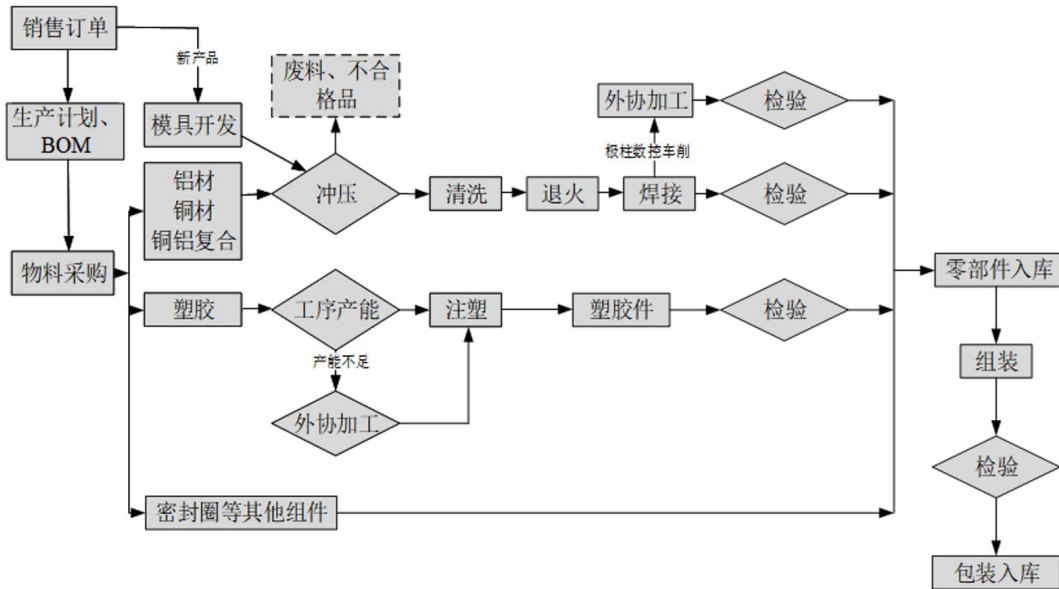 销售订单
新产品
废料、不合
格品
外协加工
检验
生产计划、
BOM
模具开发
极柱数控车削
铝材
铜材
铜铝复合
冲压
清洗
退火
焊接
检验
物料采购
零部件入库
塑胶
工序产能
注塑
塑胶件
检验
产能不足
组装
外协加工
检验
密封圈等其他组件
包装入库